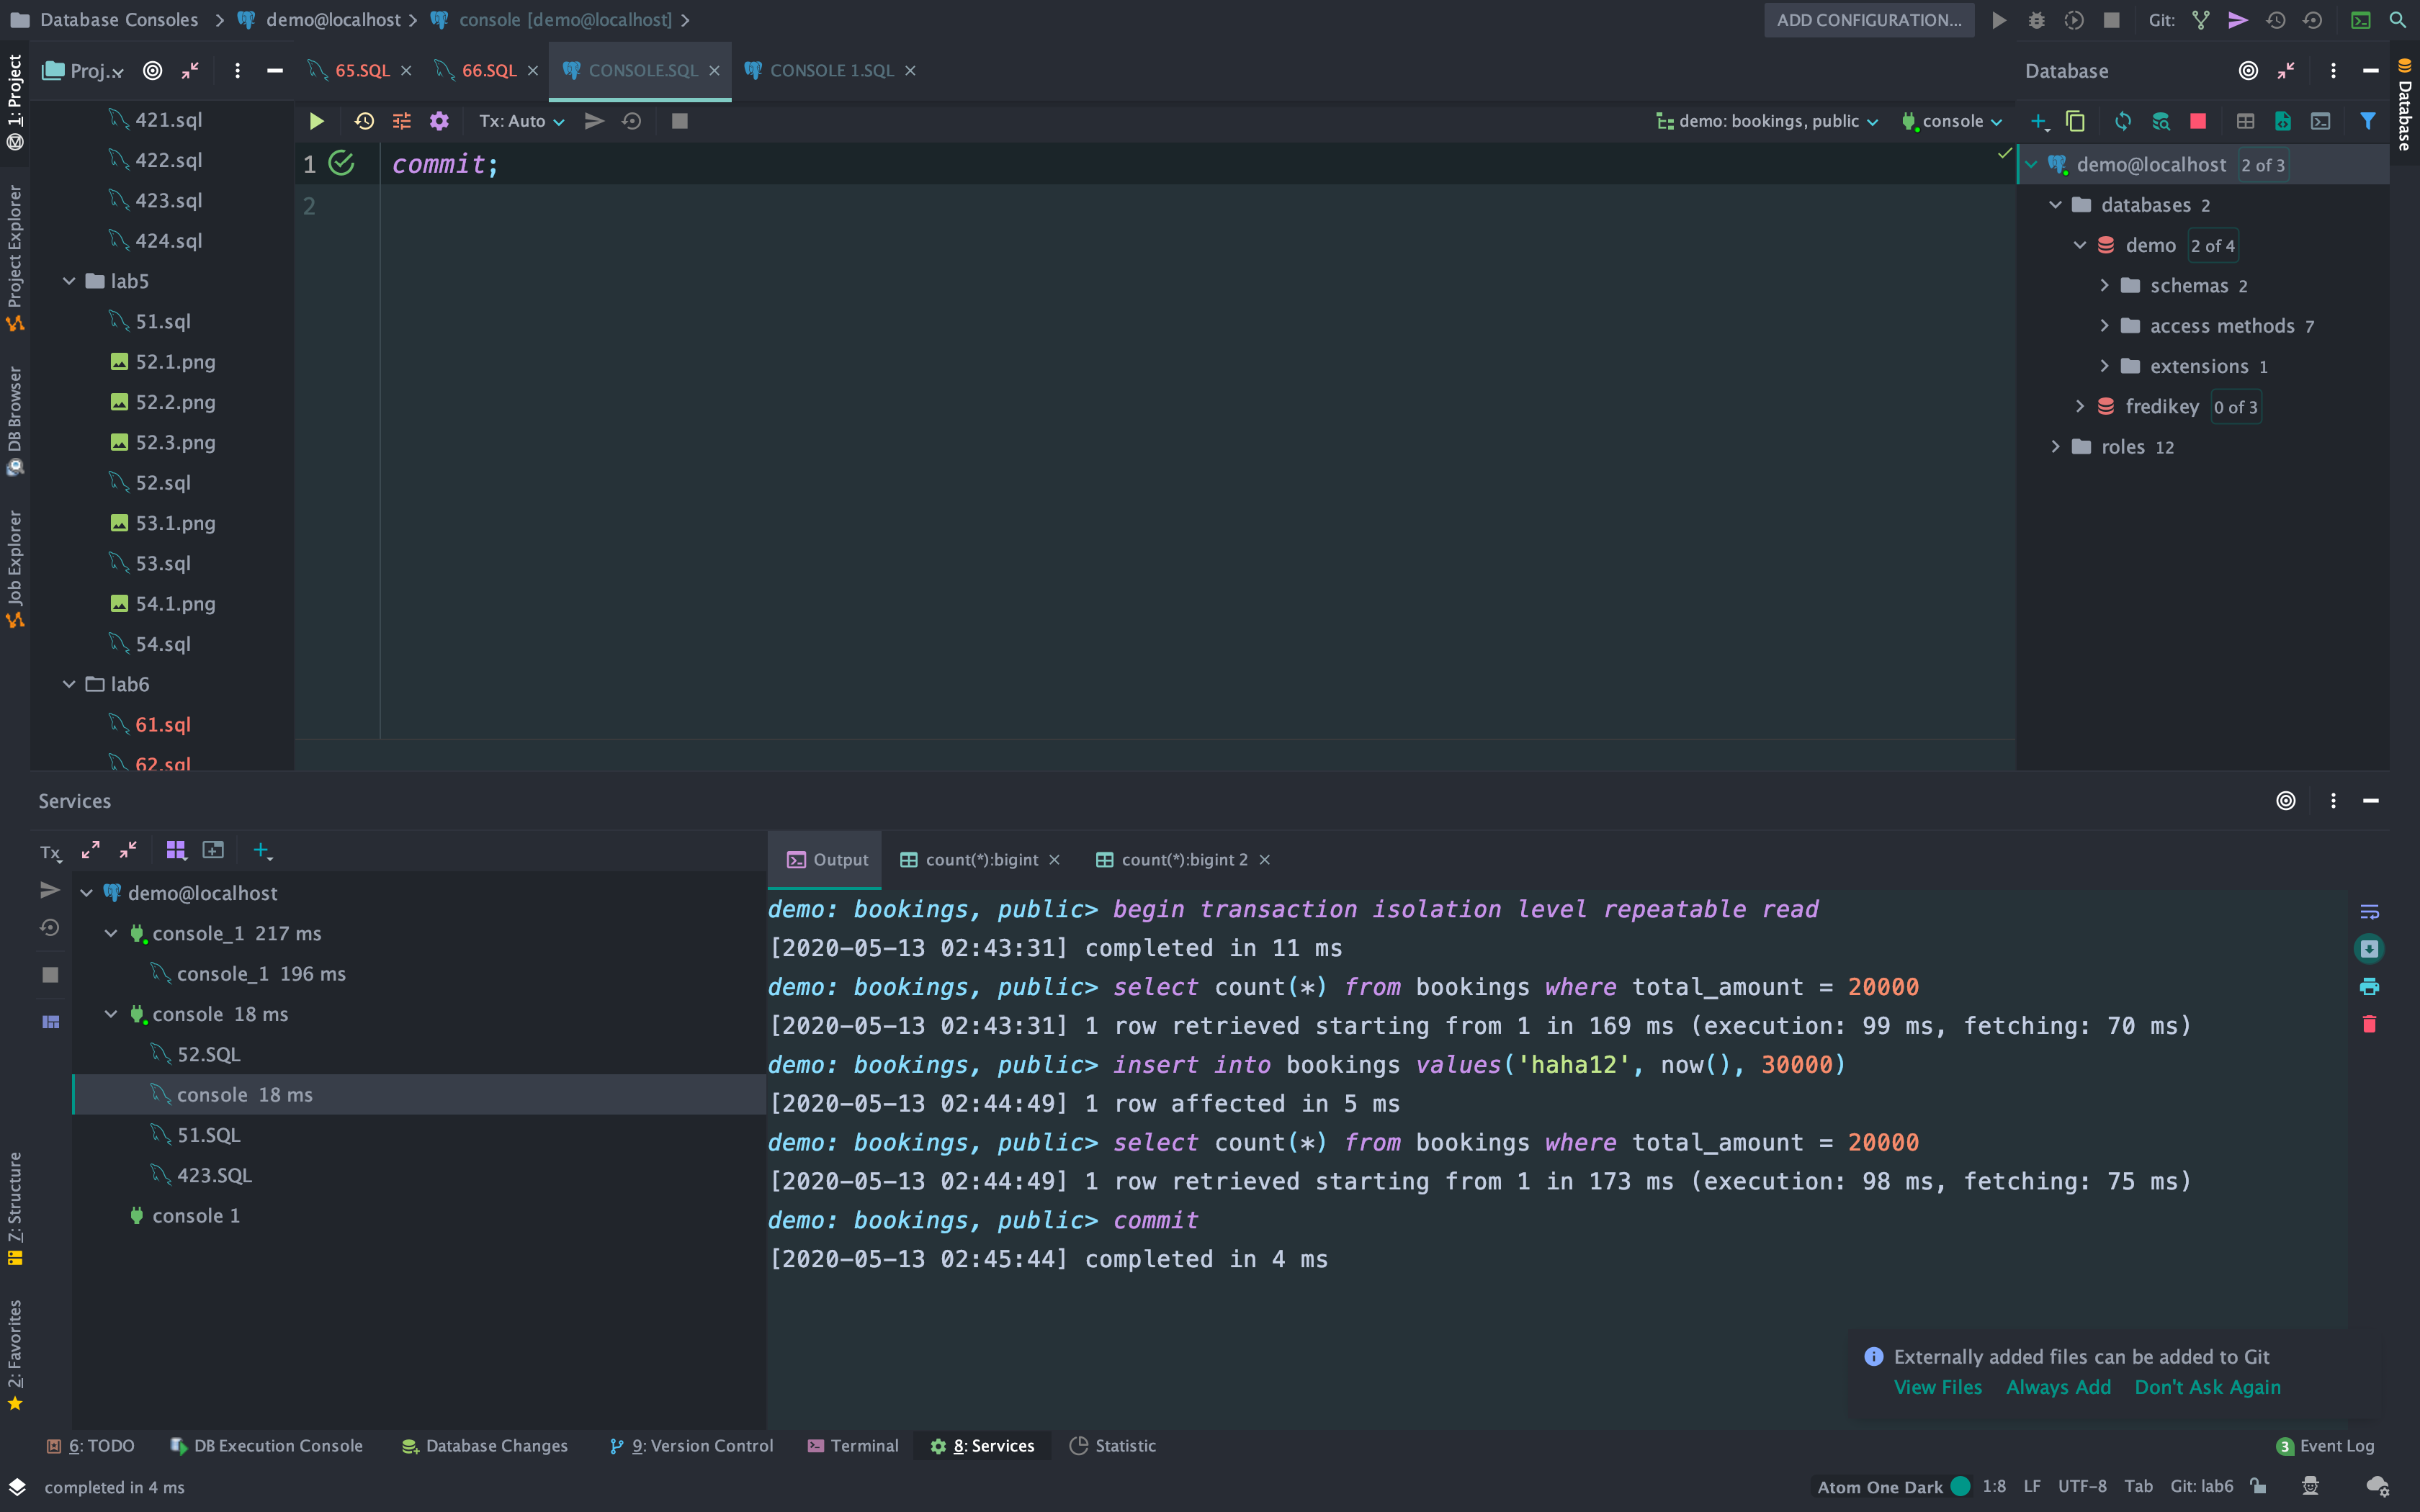 Database Consoles > demo@localhost > console [demo@localhost] >
ADD CONFIGURATION...
Git:
1: Project
Project Explorer
DB Browser
Job Explorer
7: Structure
2: Favorites
Proj...
65.SQL
66.SQL
CONSOLE.SQL
CONSOLE 1.SQL
Database
Database
Tx: Auto
demo: bookings, public
console
421.sql
422.sql
423.sql
424.sql
lab5
51.sql
52.1.png
52.2.png
52.3.png
52.sql
53.1.png
53.sql
54.1.png
54.sql
lab6
61.sql
62.sql
1 commit;
2
demo@localhost 2 of 3
databases 2
demo 2 of 4
schemas 2
access methods 7
extensions 1
fredikey 0 of 3
roles 12
Services
Tx
demo@localhost
console_1 217 ms
console_1 196 ms
console 18 ms
52.SQL
console 18 ms
51.SQL
423.SQL
console 1
Output
count(*):bigint
count(*):bigint 2
demo: bookings, public> begin transaction isolation level repeatable read
[2020-05-13 02:43:31] completed in 11 ms
demo: bookings, public> select count(*) from bookings where total_amount = 20000
[2020-05-13 02:43:31] 1 row retrieved starting from 1 in 169 ms (execution: 99 ms, fetching: 70 ms)
demo: bookings, public> insert into bookings values('haha12', now(), 30000)
[2020-05-13 02:44:49] 1 row affected in 5 ms
demo: bookings, public> select count(*) from bookings where total_amount = 20000
[2020-05-13 02:44:49] 1 row retrieved starting from 1 in 173 ms (execution: 98 ms, fetching: 75 ms)
demo: bookings, public> commit
[2020-05-13 02:45:44] completed in 4 ms
Externally added files can be added to Git
View Files Always Add Don't Ask Again
6: TODO
DB Execution Console
Database Changes
9: Version Control
Terminal
8: Services
Statistic
3 Event Log
completed in 4 ms
Atom One Dark
1:8
LF
UTF-8
Tab
Git: lab6